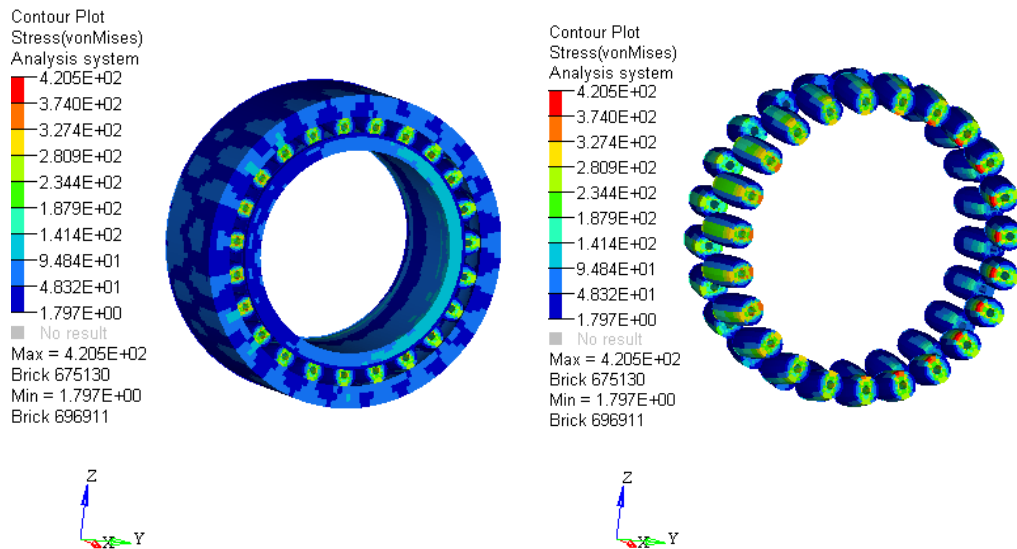 Contour Plot
Stress(vonMises)
Analysis system
4.205E+02
3.740E+02
3.274E+02
2.809E+02
2.344E+02
1.879E+02
1.414E+02
9.484E+01
4.832E+01
1.797E+00
No result
Max = 4.205E+02
Brick 675130
Min = 1.797E+00
Brick 696911
Z
X
Y
Contour Plot
Stress(vonMises)
Analysis system
4.205E+02
3.740E+02
3.274E+02
2.809E+02
2.344E+02
1.879E+02
1.414E+02
9.484E+01
4.832E+01
1.797E+00
No result
Max = 4.205E+02
Brick 675130
Min = 1.797E+00
Brick 696911
Z
X
Y